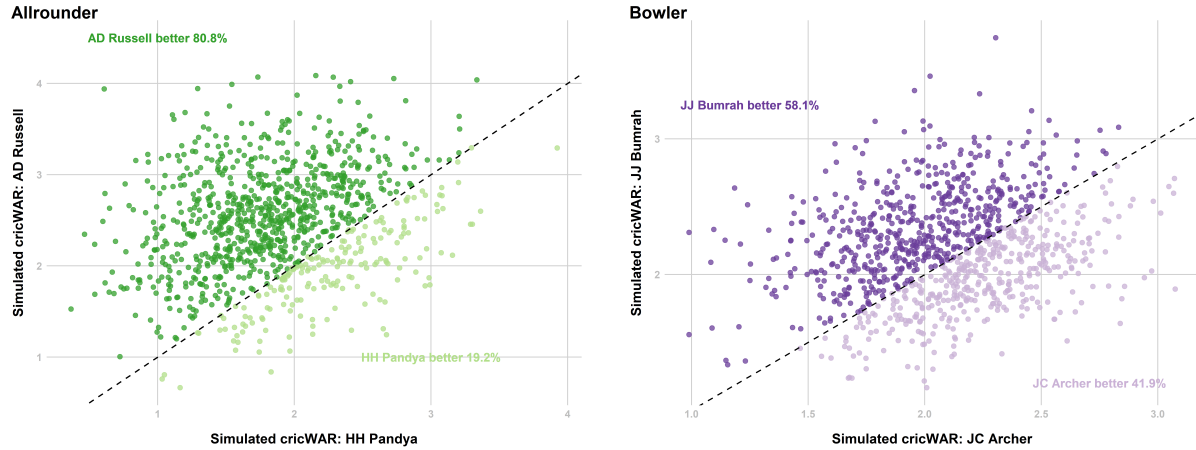 Allrounder
AD Russell better 80.8%
HH Pandya better 19.2%
4
3
2
1
1
2
3
4
Simulated cricWAR: AD Russell
Simulated cricWAR: HH Pandya
Bowler
JJ Bumrah better 58.1%
JC Archer better 41.9%
3
2
1.0
1.5
2.0
2.5
3.0
Simulated cricWAR: JJ Bumrah
Simulated cricWAR: JC Archer